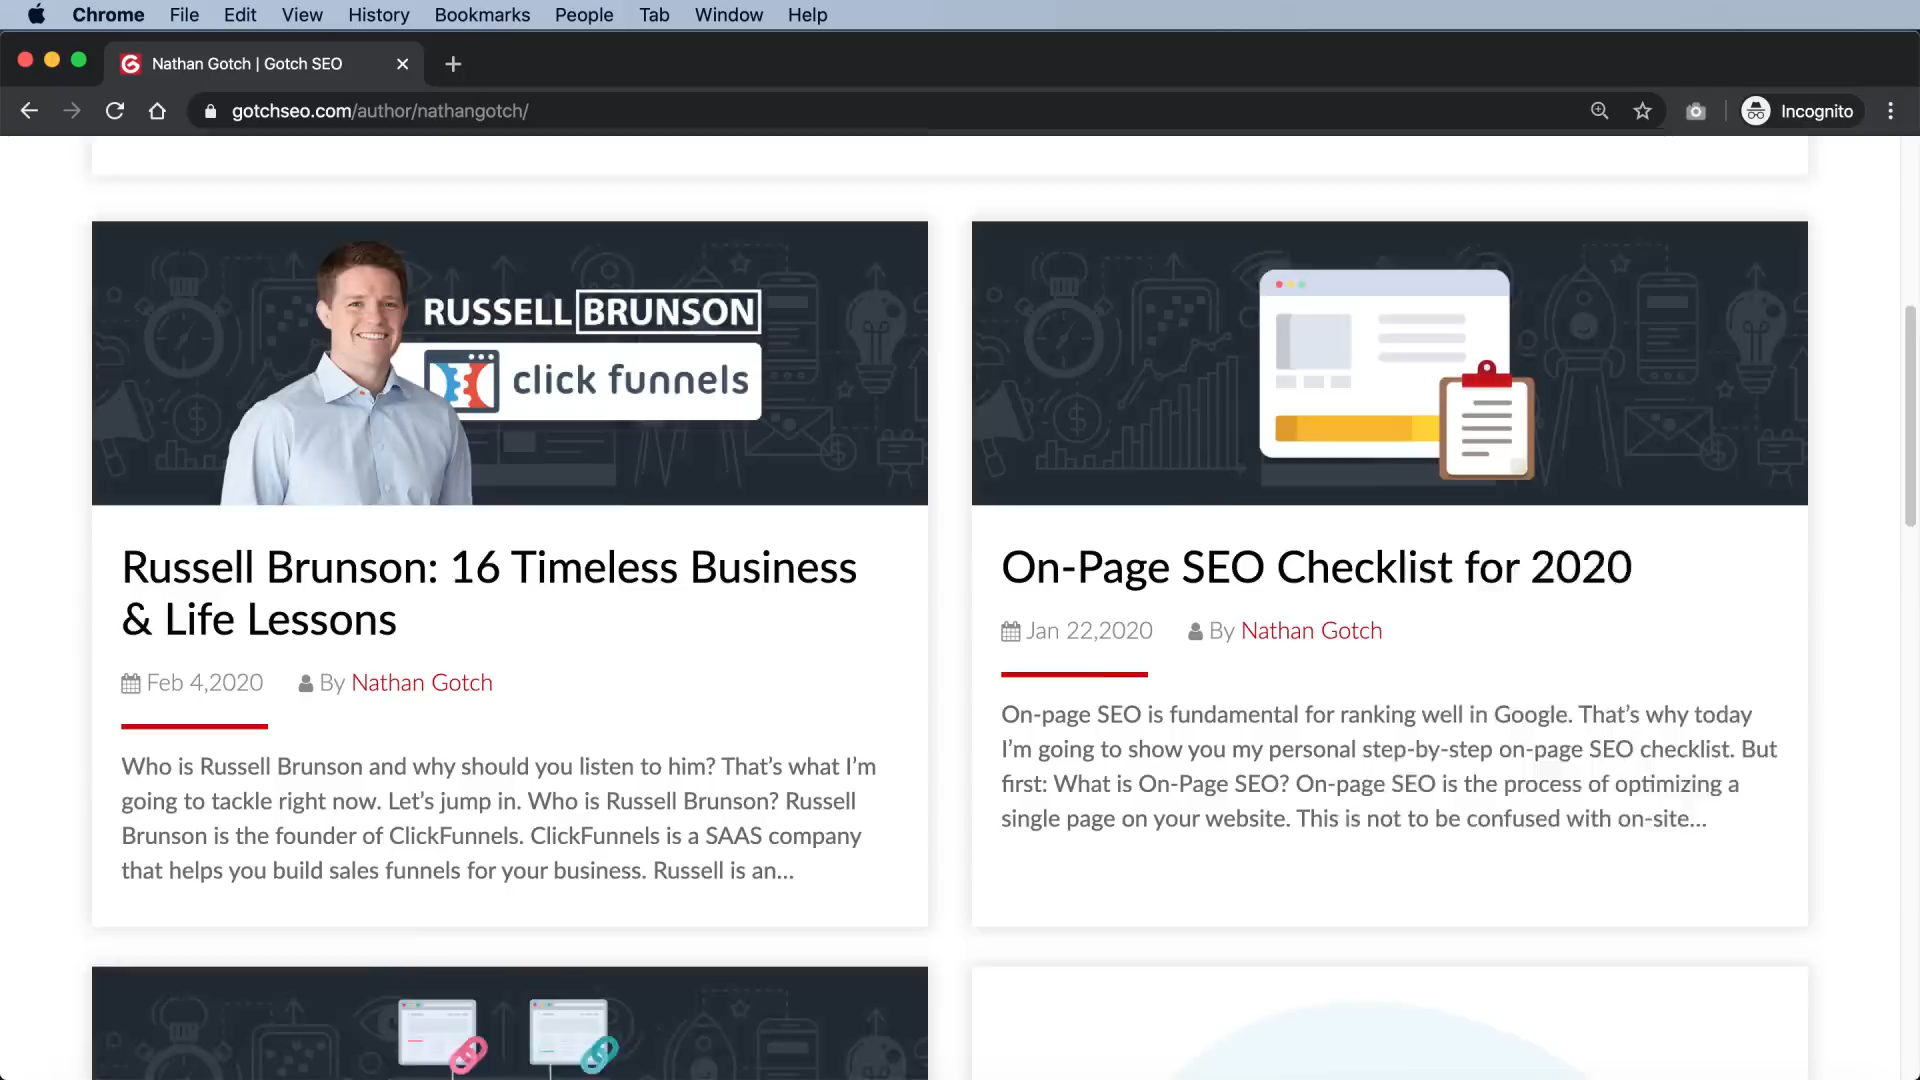 Chrome File Edit View History Bookmarks People Tab Window Help
Nathan Gotch | Gotch SEO
gotchseo.com/author/nathangotch/
Incognito
RUSSELL BRUNSON
click funnels
Russell Brunson: 16 Timeless Business
& Life Lessons
Feb 4,2020 By Nathan Gotch
Who is Russell Brunson and why should you listen to him? That’s what I’m
going to tackle right now. Let’s jump in. Who is Russell Brunson? Russell
Brunson is the founder of ClickFunnels. ClickFunnels is a SAAS company
that helps you build sales funnels for your business. Russell is an...
On-Page SEO Checklist for 2020
Jan 22,2020 By Nathan Gotch
On-page SEO is fundamental for ranking well in Google. That’s why today
I’m going to show you my personal step-by-step on-page SEO checklist. But
first: What is On-Page SEO? On-page SEO is the process of optimizing a
single page on your website. This is not to be confused with on-site...